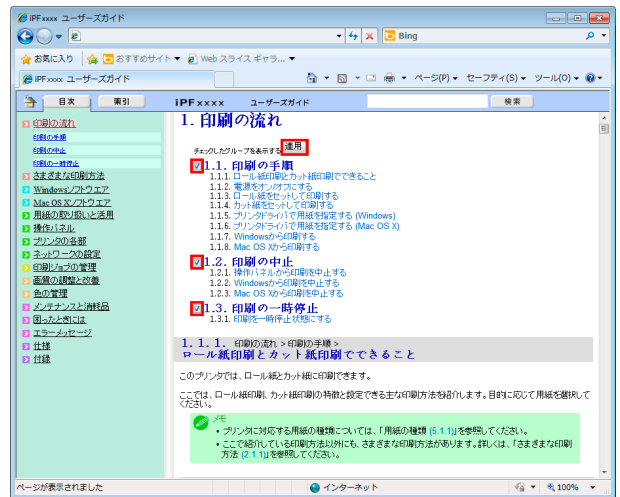 iPFxxxx ユーザーズガイド
Bing
お気に入り おすすめサイト Web スライス ギャラ...
iPFxxxx ユーザーズガイド ページ(P) セーフティ(S) ツール(O)
目次 索引 iPFxxxx ユーザーズガイド 検索
印刷の流れ
印刷の手順
印刷の中止
印刷の一時停止
さまざまな印刷方法
Windowsソフトウエア
Mac OS Xソフトウエア
用紙の取り扱いと活用
操作パネル
プリンタの各部
ネットワークの設定
印刷ジョブの管理
画質の調整と改善
色の管理
メンテナンスと消耗品
困ったときには
エラーメッセージ
仕様
付録
1. 印刷の流れ
チェックしたグループを表示する 適用
1.1. 印刷の手順
1.1.1. ロール紙印刷とカット紙印刷でできること
1.1.2. 電源をオン/オフにする
1.1.3. ロール紙をセットして印刷する
1.1.4. カット紙をセットして印刷する
1.1.5. プリンタドライバで用紙を指定する (Windows)
1.1.6. プリンタドライバで用紙を指定する (Mac OS X)
1.1.7. Windowsから印刷する
1.1.8. Mac OS Xから印刷する
1.2. 印刷の中止
1.2.1. 操作パネルから印刷を中止する
1.2.2. Windowsから印刷を中止する
1.2.3. Mac OS Xから印刷を中止する
1.3. 印刷の一時停止
1.3.1. 印刷を一時停止状態にする
1.1.1. 印刷の流れ > 印刷の手順 >
ロール紙印刷とカット紙印刷でできること
このプリンタでは、ロール紙とカット紙に印刷できます。
ここでは、ロール紙印刷、カット紙印刷の特徴と設定できる主な印刷方法を紹介します。目的に応じて用紙を選択して
ください。
メモ
• プリンタに対応する用紙の種類については、「用紙の種類 (5.1.1)」を参照してください。
• ここで紹介している印刷方法以外にも、さまざまな印刷方法があります。詳しくは、「さまざまな印刷
方法 (2.1.1)」を参照してください。
ページが表示されました インターネット 100%